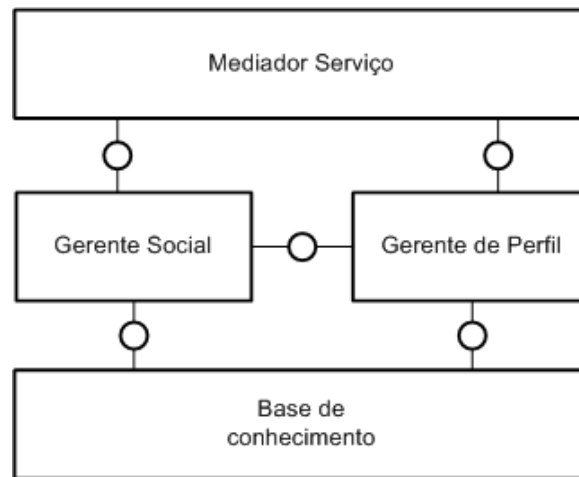 Mediador Serviço
Gerente Social
Gerente de Perfil
Base de
conhecimento